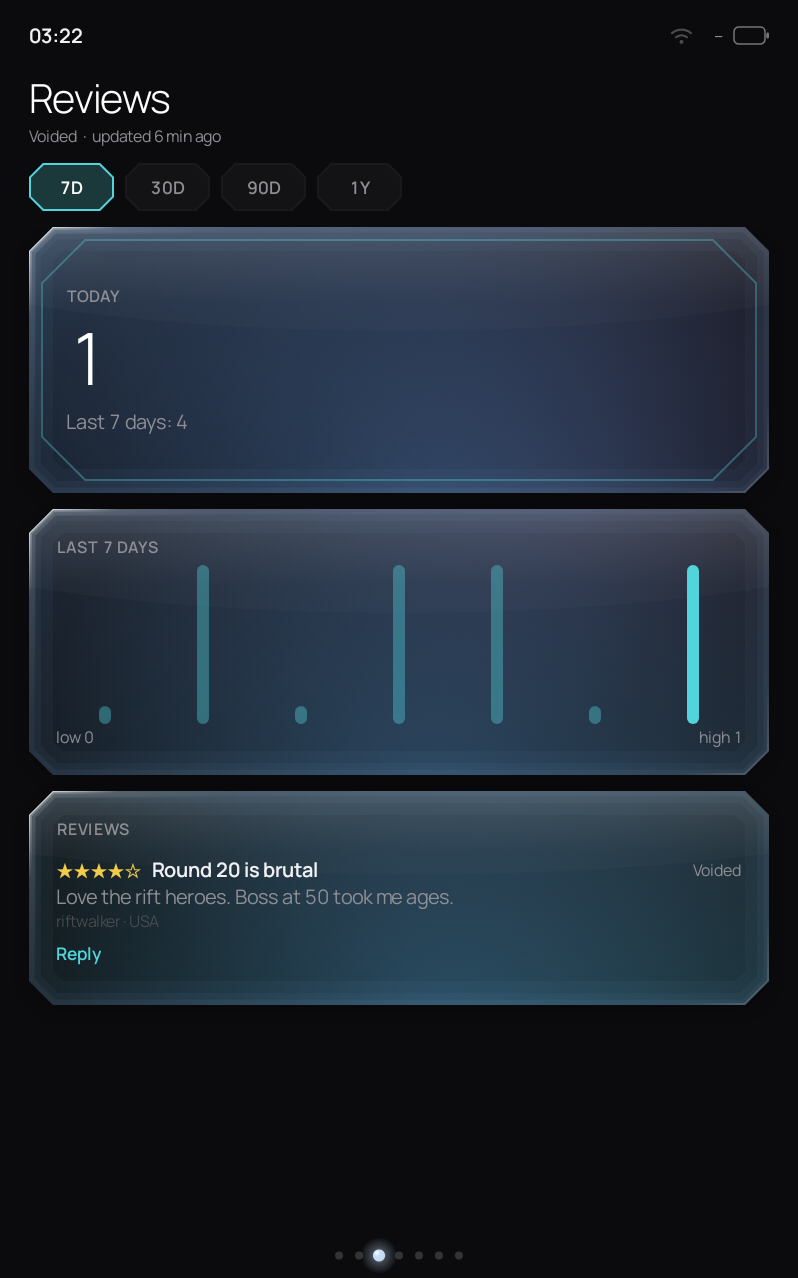 03:22
–
Reviews
Voided · updated 6 min ago
7D 30D 90D 1Y
TODAY
1
Last 7 days: 4
LAST 7 DAYS
low 0 high 1
REVIEWS
★★★★☆ Round 20 is brutal Voided
Love the rift heroes. Boss at 50 took me ages.
riftwalker · USA
Reply